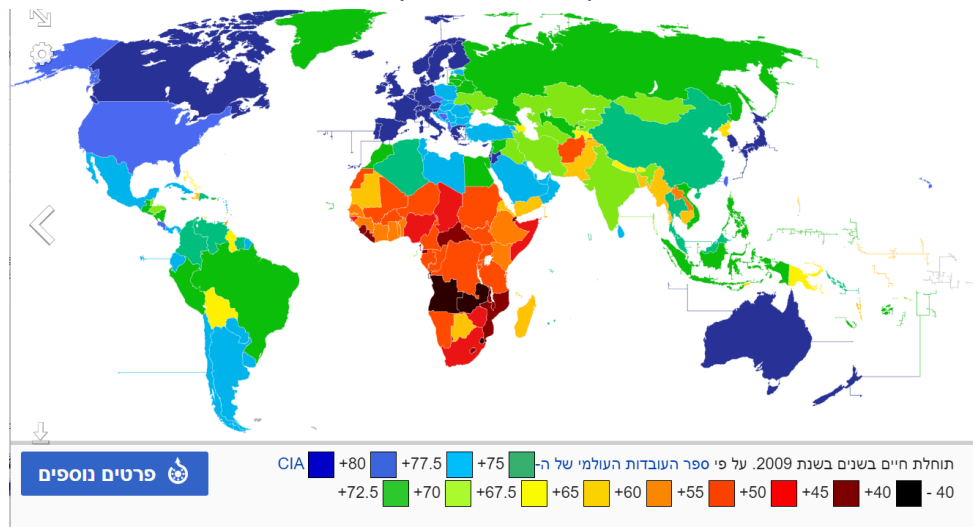 תוחלת חיים בשנים בשנת 2009. על פי ספר העובדות העולמי של ה-CIA +80 +77.5 +75
+72.5 +70 +67.5 +65 +60 +55 +50 +45 +40 - 40
פרטים נוספים